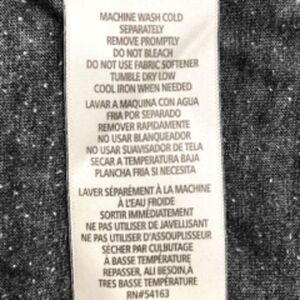 MACHINE WASH COLD
SEPARATELY
REMOVE PROMPTLY
DO NOT BLEACH
DO NOT USE FABRIC SOFTENER
TUMBLE DRY LOW
COOL IRON WHEN NEEDED
LAVAR A MAQUINA CON AGUA
FRIA POR SEPARADO
REMOVER RAPIDAMENTE
NO USAR BLANQUEADOR
NO USAR SUAVISADOR DE TELA
SECAR A TEMPERATURA BAJA
PLANCHA FRIA SI NECESITA
LAVER SÉPARÉMENT À LA MACHINE
À L'EAU FROIDE
SORTIR IMMÉDIATEMENT
NE PAS UTILISER DE JAVELLISANT
NE PAS UTILISER D'ASSOUPLISSEUR
SÉCHER PAR CULBUTAGE
À BASSE TEMPÉRATURE
REPASSER, ALI BESOIN, À
TRES BASSE TEMPÉRATURE
RN#54163